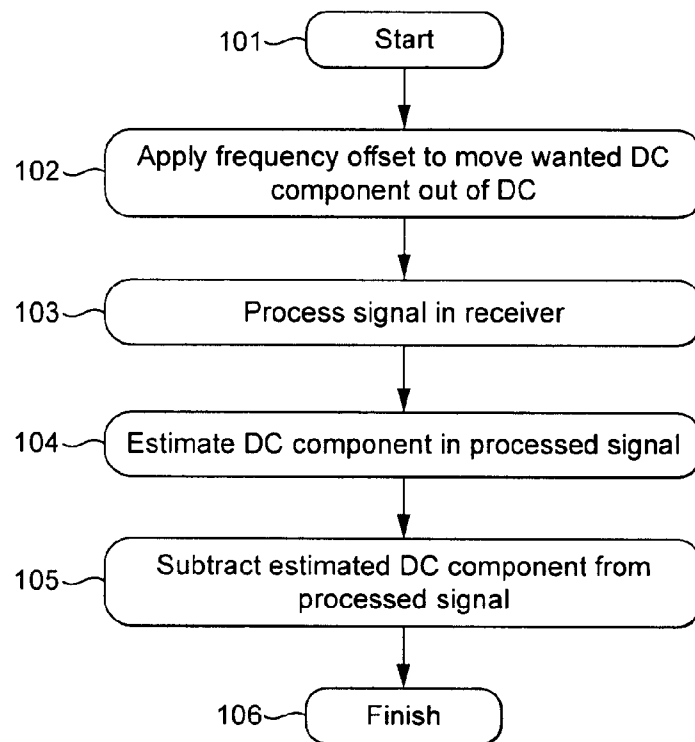 101
Start
102
Apply frequency offset to move wanted DC
component out of DC
103
Process signal in receiver
104
Estimate DC component in processed signal
105
Subtract estimated DC component from
processed signal
106
Finish